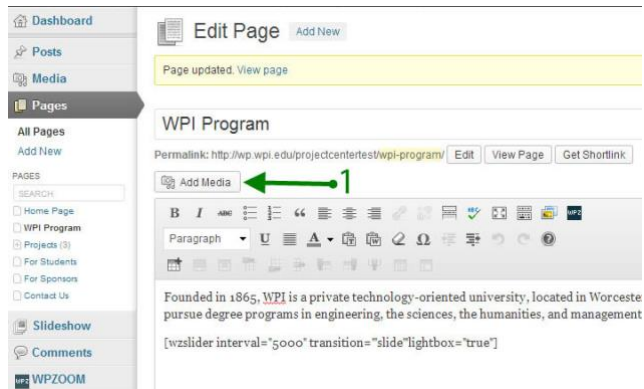 Dashboard
Posts
Media
Pages
All Pages
Add New
PAGES
SEARCH
Home Page
WPI Program
Projects (3)
For Students
For Sponsors
Contact Us
Slideshow
Comments
WPZ WPZOOM
Edit Page Add New
Page updated. View page
WPI Program
Permalink: http://wp.wpi.edu/projectcentertest/wpi-program/ Edit View Page Get Shortlink
Add Media 1
B I ABC “ ABC WPZ
Paragraph U A T W Ω ?
Founded in 1865, WPI is a private technology-oriented university, located in Worceste
pursue degree programs in engineering, the sciences, the humanities, and management
[wzslider interval="5000" transition="slide"lightbox="true"]